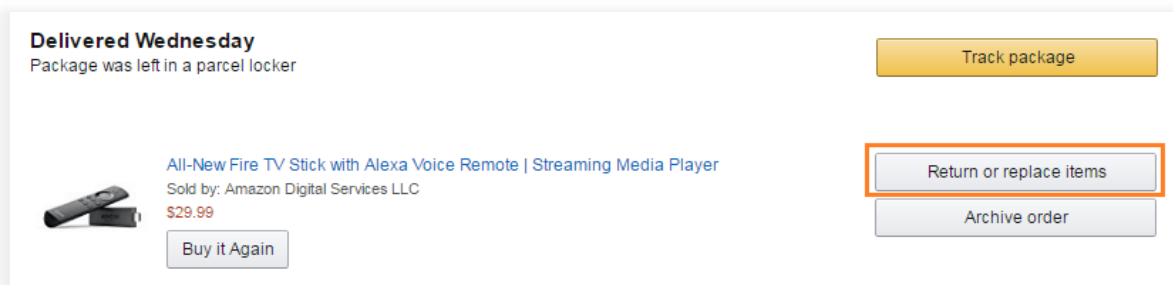 Delivered Wednesday
Package was left in a parcel locker
Track package
All-New Fire TV Stick with Alexa Voice Remote | Streaming Media Player
Sold by: Amazon Digital Services LLC
$29.99
Buy it Again
Return or replace items
Archive order